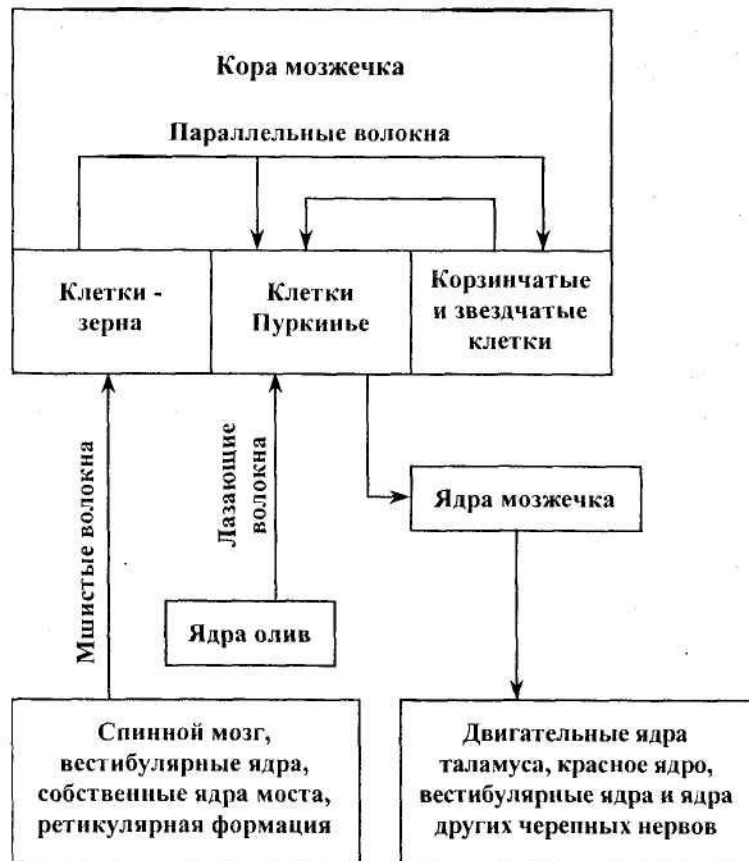 Кора мозжечка
Параллельные волокна
Клетки -
зерна
Клетки
Пуркинье
Корзинчатые
и звездчатые
клетки
Мшистые волокна
Лазающие
волокна
Ядра мозжечка
Ядра олив
Спинной мозг,
вестибулярные ядра,
собственные ядра моста,
ретикулярная формация
Двигательные ядра
таламуса, красное ядро,
вестибулярные ядра и ядра
других черепных нервов